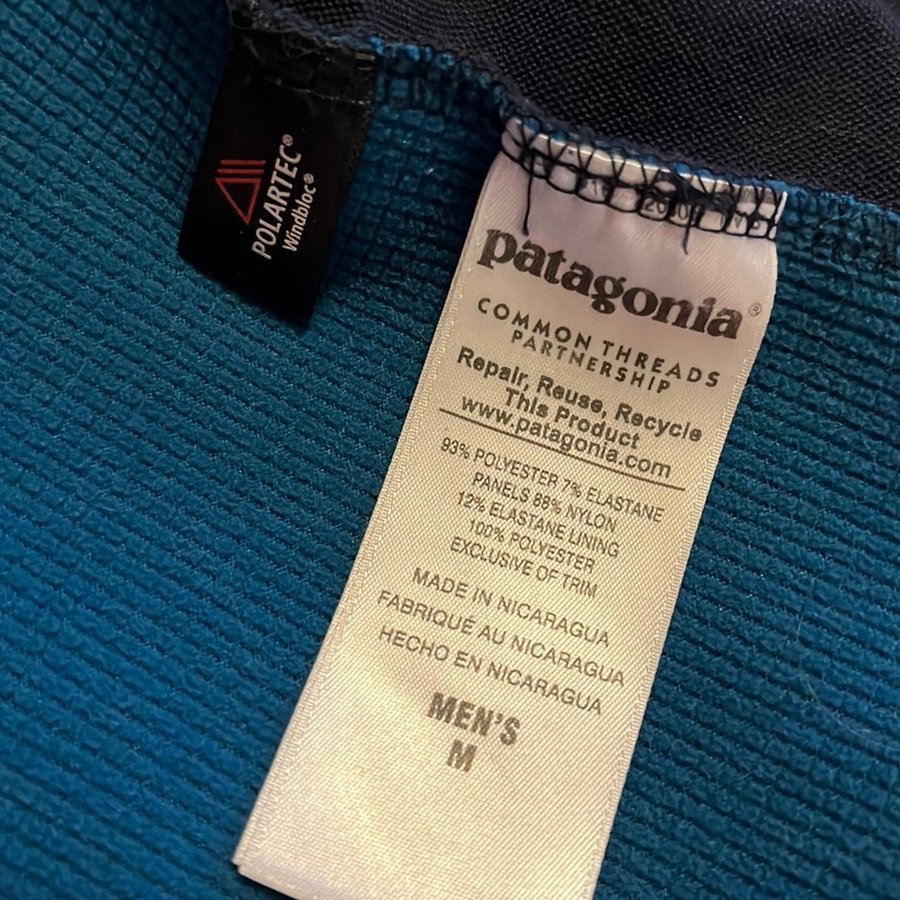 POLARTEC®
Windbloc®
patagonia®
COMMON THREADS
PARTNERSHIP
Repair, Reuse, Recycle
This Product
www.patagonia.com
93% POLYESTER 7% ELASTANE
PANELS 88% NYLON
12% ELASTANE LINING
100% POLYESTER
EXCLUSIVE OF TRIM
MADE IN NICARAGUA
FABRIQUÉ AU NICARAGUA
HECHO EN NICARAGUA
MEN'S
M